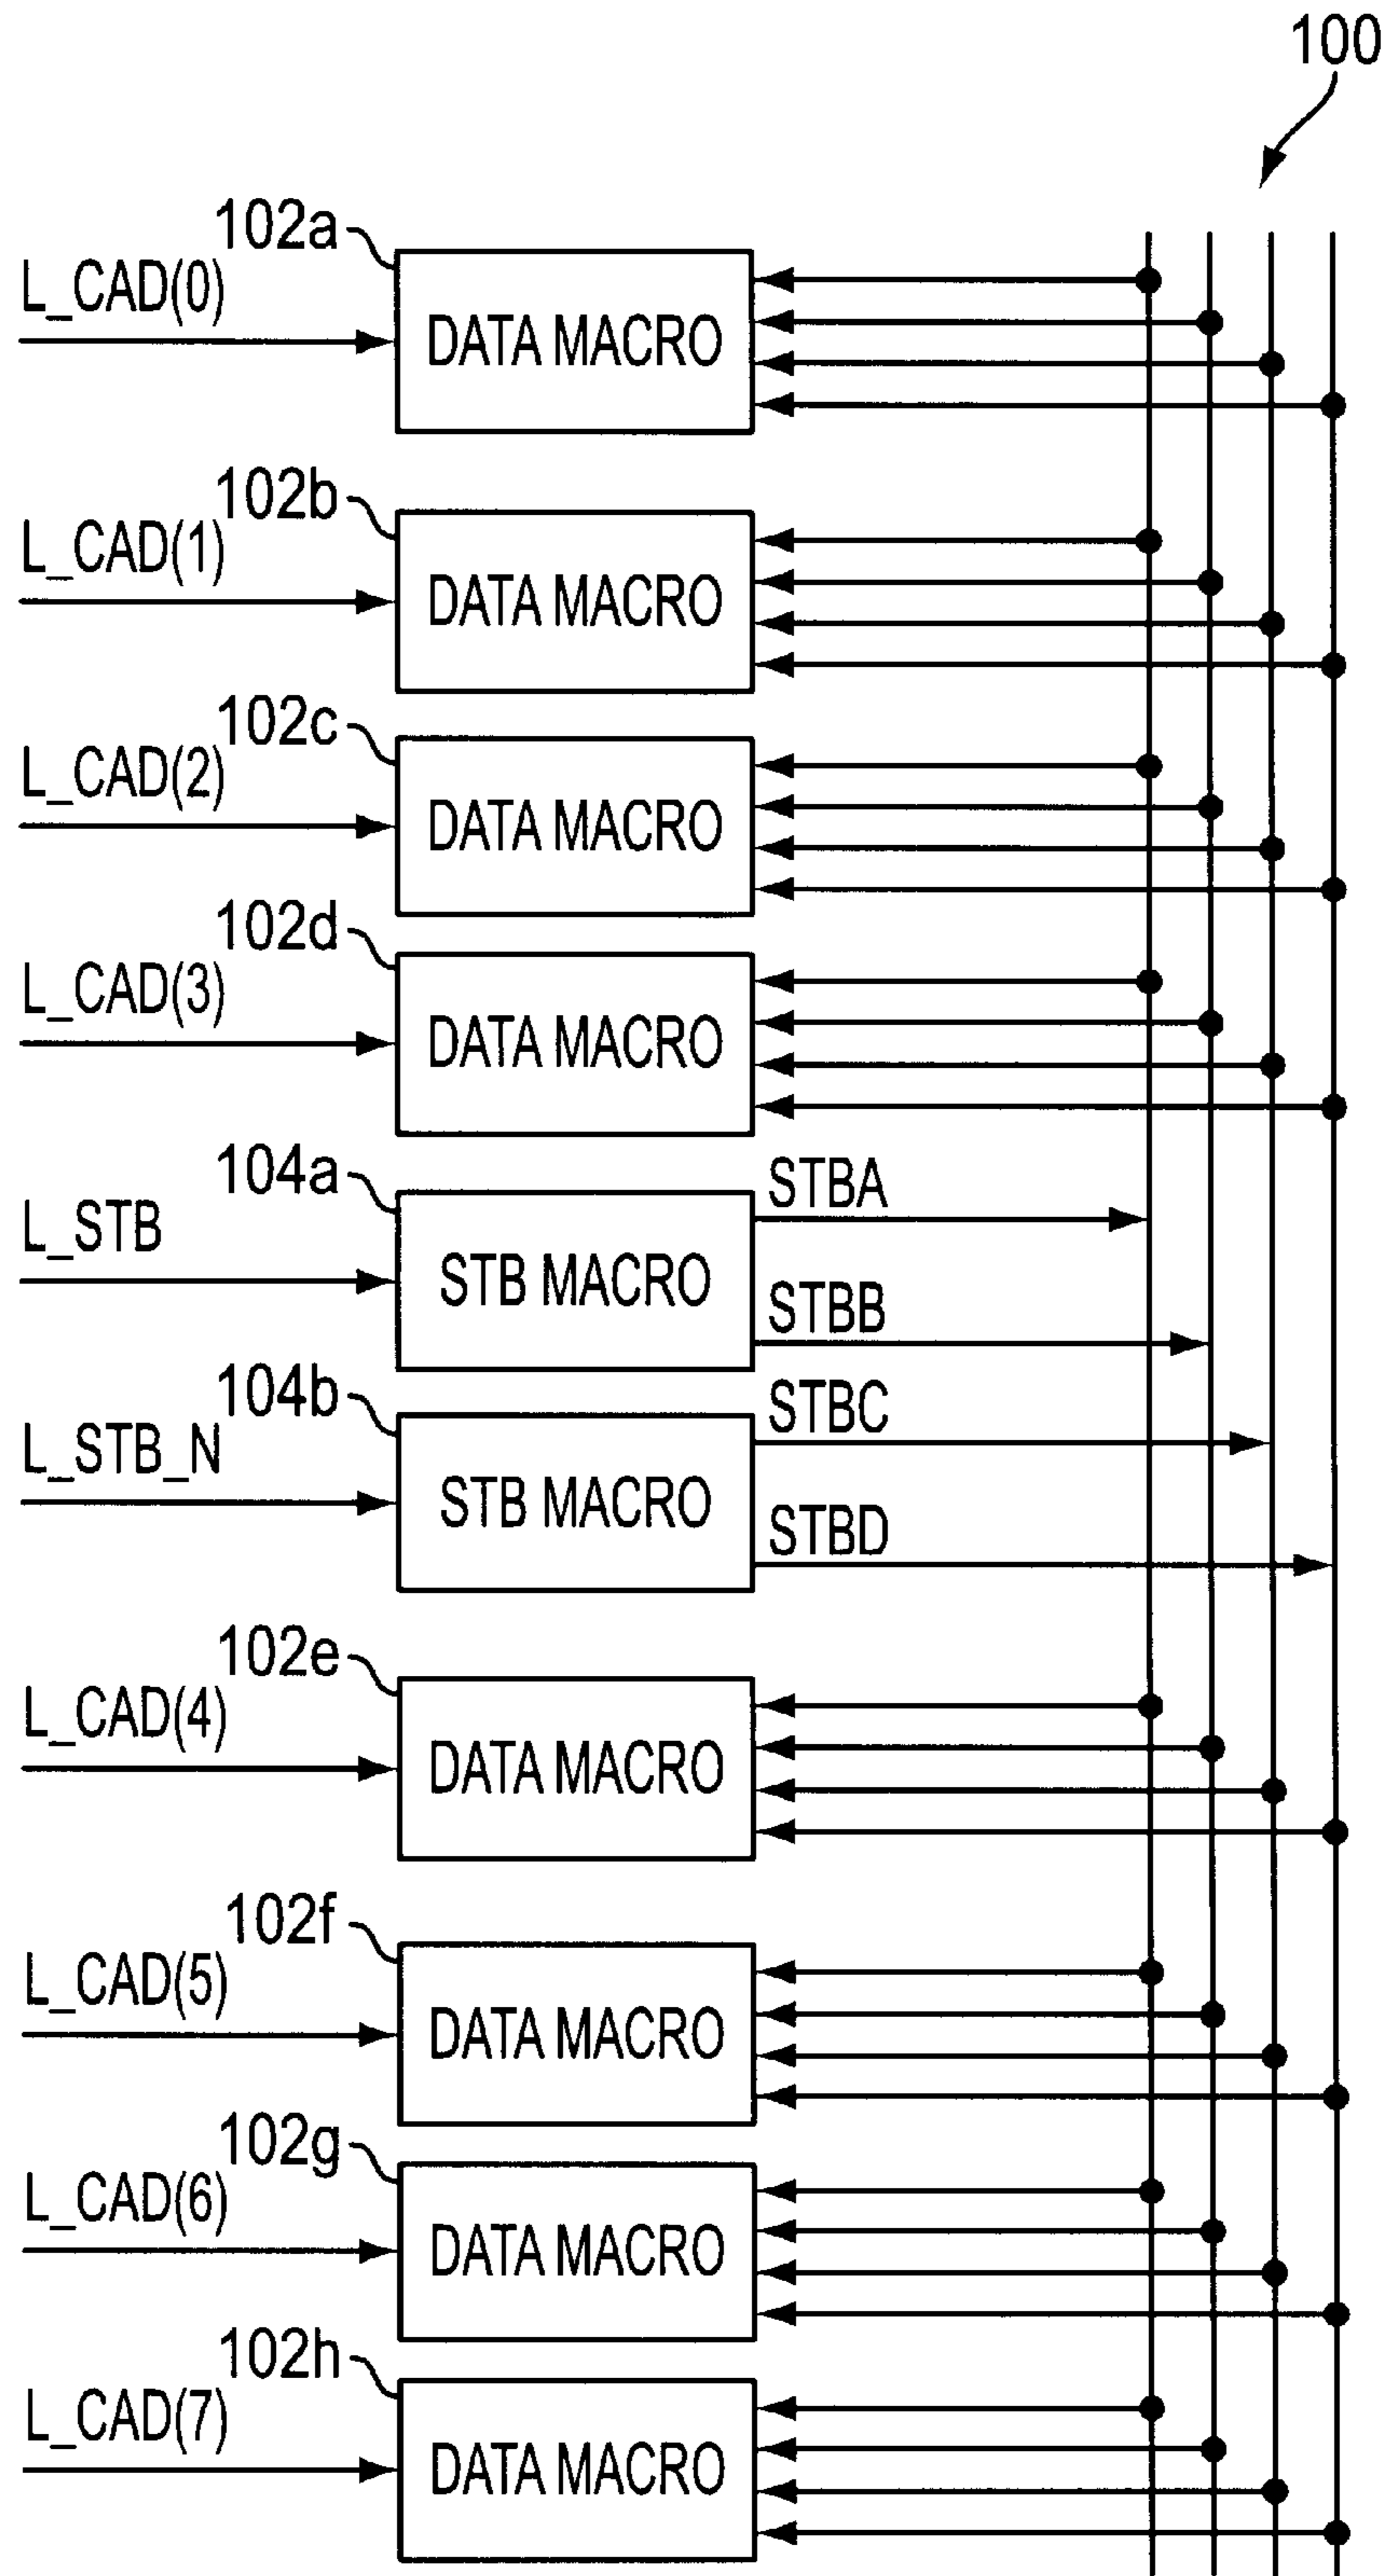 100
102a
L_CAD(0)
DATA MACRO
102b
L_CAD(1)
DATA MACRO
102c
L_CAD(2)
DATA MACRO
102d
L_CAD(3)
DATA MACRO
104a
L_STB
STB MACRO
STBA
STBB
104b
L_STB_N
STB MACRO
STBC
STBD
102e
L_CAD(4)
DATA MACRO
102f
L_CAD(5)
DATA MACRO
102g
L_CAD(6)
DATA MACRO
102h
L_CAD(7)
DATA MACRO